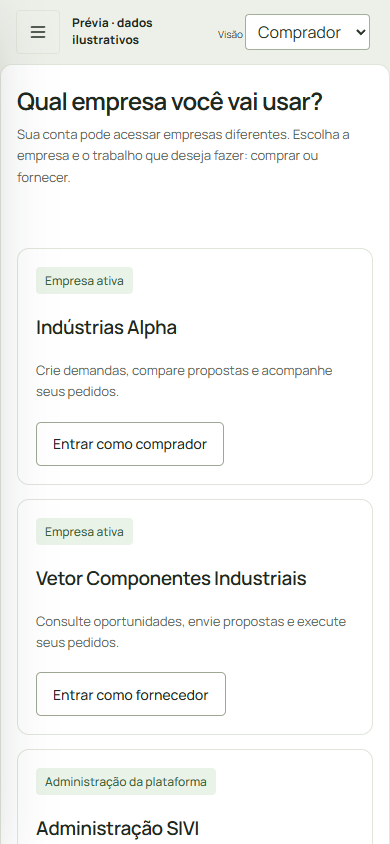 Prévia · dados
ilustrativos
Visão
Comprador
Qual empresa você vai usar?
Sua conta pode acessar empresas diferentes. Escolha a
empresa e o trabalho que deseja fazer: comprar ou
fornecer.
Empresa ativa
Indústrias Alpha
Crie demandas, compare propostas e acompanhe
seus pedidos.
Entrar como comprador
Empresa ativa
Vetor Componentes Industriais
Consulte oportunidades, envie propostas e execute
seus pedidos.
Entrar como fornecedor
Administração da plataforma
Administração SIVI